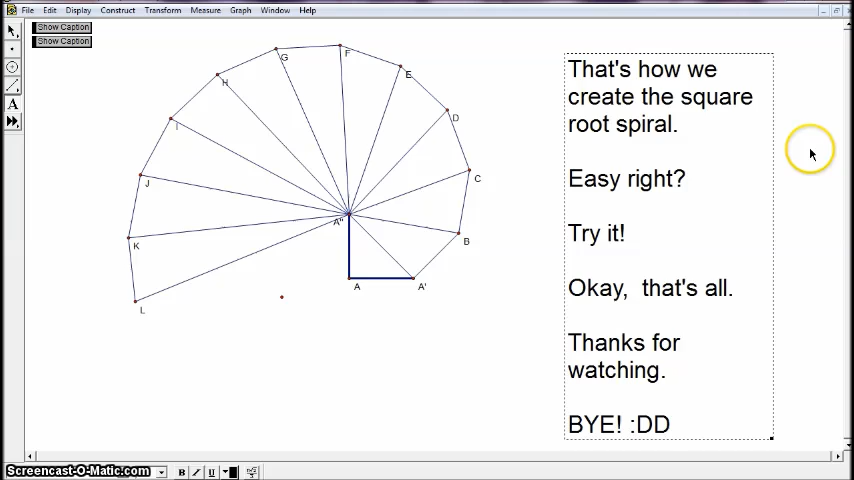 File Edit Display Construct Transform Measure Graph Window Help
Show Caption
Show Caption
F
G
E
H
D
I
C
J
A"
B
K
A
A'
L
That's how we
create the square
root spiral.
Easy right?
Try it!
Okay, that's all.
Thanks for
watching.
BYE! :DD
A
Screencast-O-Matic.com
B I U